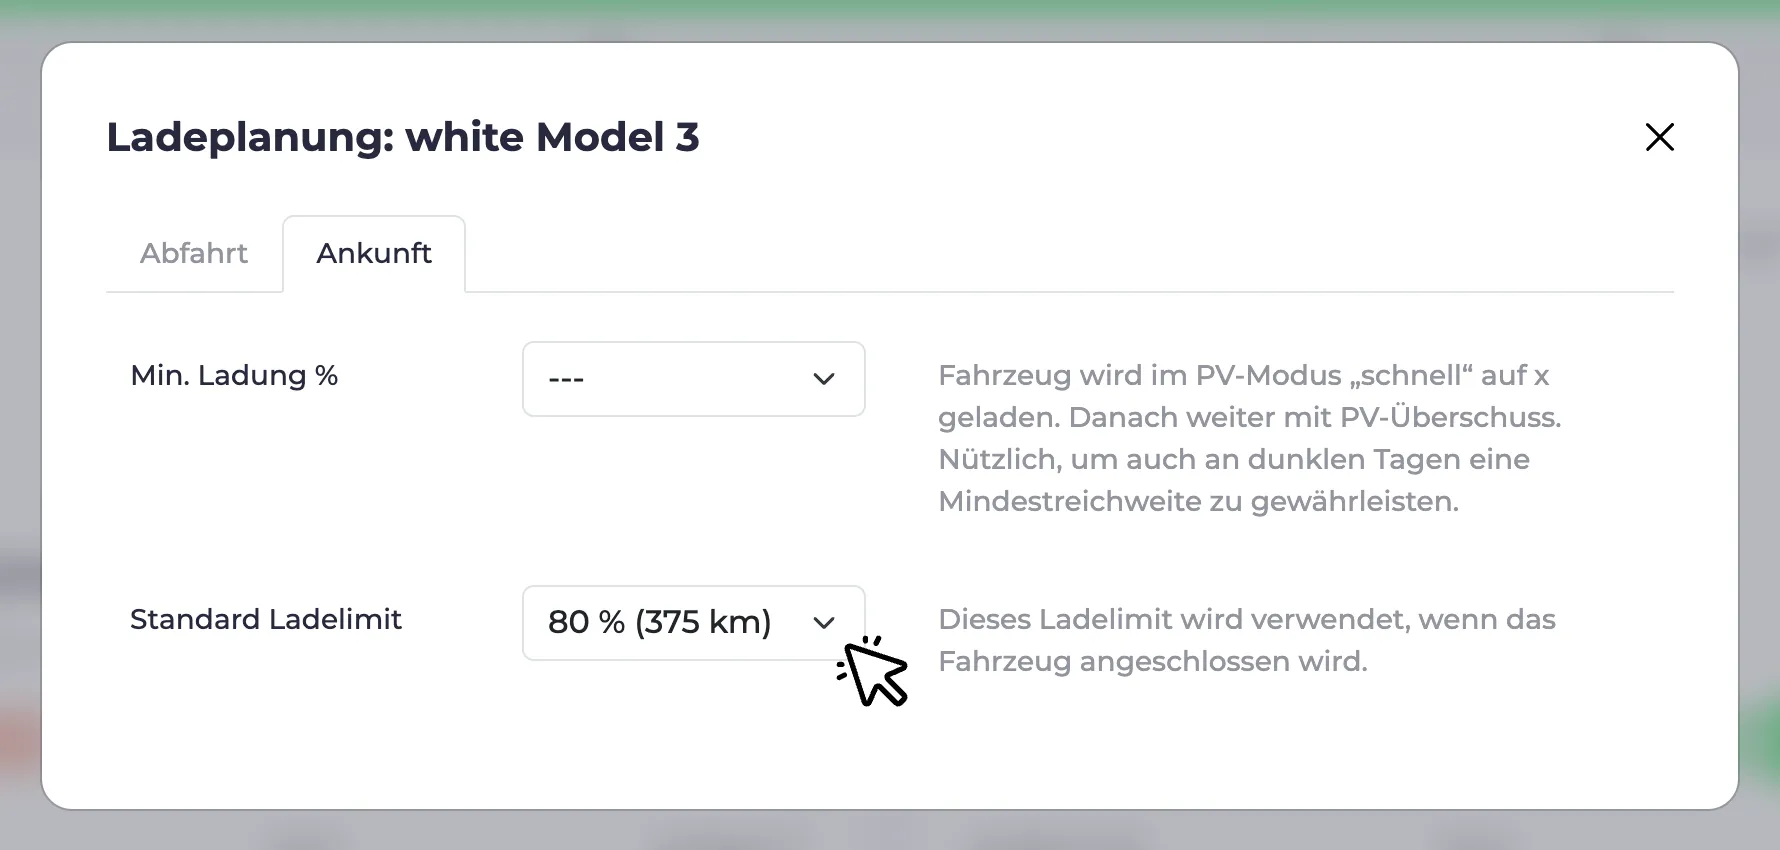 Ladeplanung: white Model 3
Abfahrt
Ankunft
Min. Ladung %
---
Fahrzeug wird im PV-Modus „schnell“ auf x
geladen. Danach weiter mit PV-Überschuss.
Nützlich, um auch an dunklen Tagen eine
Mindestreichweite zu gewährleisten.
Standard Ladelimit
80 % (375 km)
Dieses Ladelimit wird verwendet, wenn das
Fahrzeug angeschlossen wird.